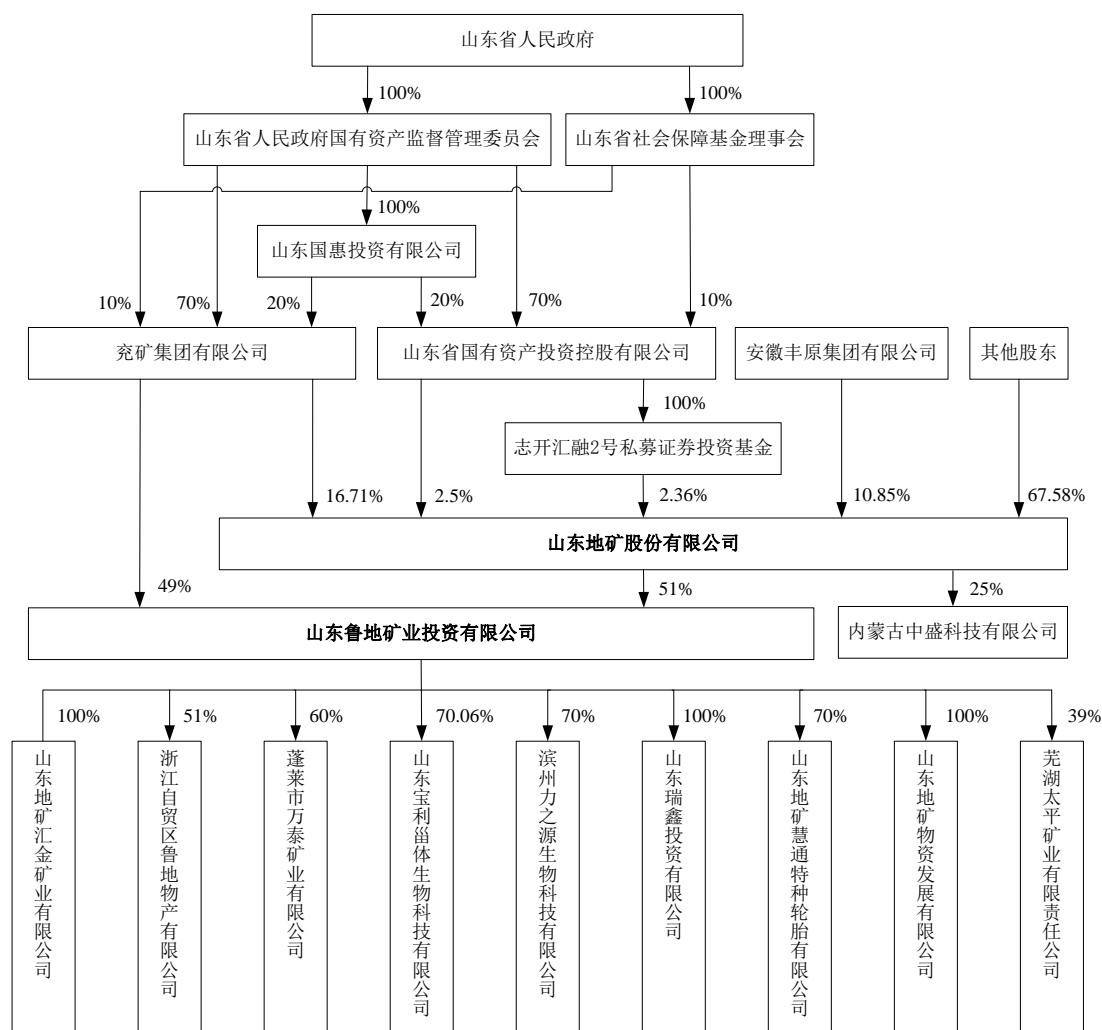 山东省人民政府
100%
100%
山东省人民政府国有资产监督管理委员会
山东省社会保障基金理事会
100%
山东国惠投资有限公司
10%
70%
20%
20%
70%
10%
兖矿集团有限公司
山东省国有资产投资控股有限公司
安徽丰原集团有限公司
其他股东
100%
志开汇融2号私募证券投资基金
16.71%
2.5%
2.36%
10.85%
67.58%
山东地矿股份有限公司
49%
51%
25%
山东鲁地矿业投资有限公司
内蒙古中盛科技有限公司
100%
51%
60%
70.06%
70%
100%
70%
100%
39%
山东地矿汇金矿业有限公司
浙江自贸区鲁地物产有限公司
蓬莱市万泰矿业有限公司
山东宝利甾体生物科技有限公司
滨州力之源生物科技有限公司
山东瑞鑫投资有限公司
山东地矿慧通特种轮胎有限公司
山东地矿物资发展有限公司
芜湖太平矿业有限责任公司